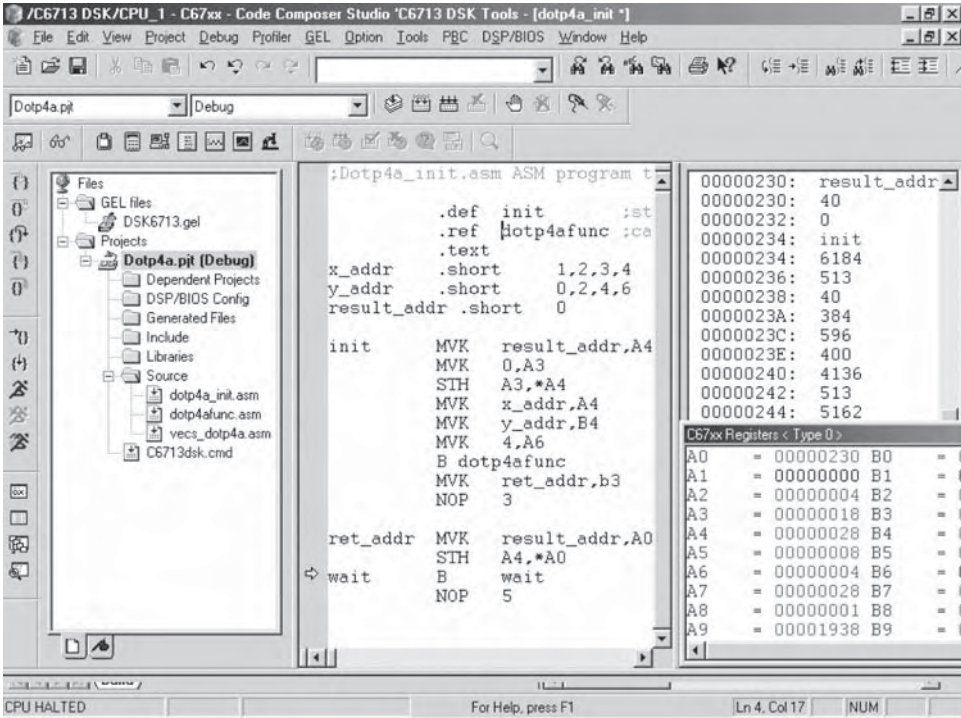 /C6713 DSK/CPU_1 - C67xx - Code Composer Studio 'C6713 DSK Tools - [dotp4a_init *]
File Edit View Project Debug Profiler GEL Option Tools PBC DSP/BIOS Window Help
Dotp4a.pjt Debug
Files
GEL files
DSK6713.gel
Projects
Dotp4a.pjt (Debug)
Dependent Projects
DSP/BIOS Config
Generated Files
Include
Libraries
Source
dotp4a_init.asm
dotp4afunc.asm
vecs_dotp4a.asm
C6713dsk.cmd
;Dotp4a_init.asm ASM program t
.def init ;st
.ref dotp4afunc ;ca
.text
x_addr .short 1,2,3,4
y_addr .short 0,2,4,6
result_addr .short 0
init MVK result_addr,A4
MVK 0,A3
STH A3,*A4
MVK x_addr,A4
MVK y_addr,B4
MVK 4,A6
B dotp4afunc
MVK ret_addr,b3
NOP 3
ret_addr MVK result_addr,A0
STH A4,*A0
wait B wait
NOP 5
00000230: result_addr
00000230: 40
00000232: 0
00000234: init
00000234: 6184
00000236: 513
00000238: 40
0000023A: 384
0000023C: 596
0000023E: 400
00000240: 4136
00000242: 513
00000244: 5162
C67xx Registers < Type 0 >
A0 = 00000230 B0 =
A1 = 00000000 B1 =
A2 = 00000004 B2 =
A3 = 00000018 B3 =
A4 = 00000028 B4 =
A5 = 00000008 B5 =
A6 = 00000004 B6 =
A7 = 00000028 B7 =
A8 = 00000001 B8 =
A9 = 00001938 B9 =
Build
CPU HALTED For Help, press F1 Ln 4, Col 17 NUM